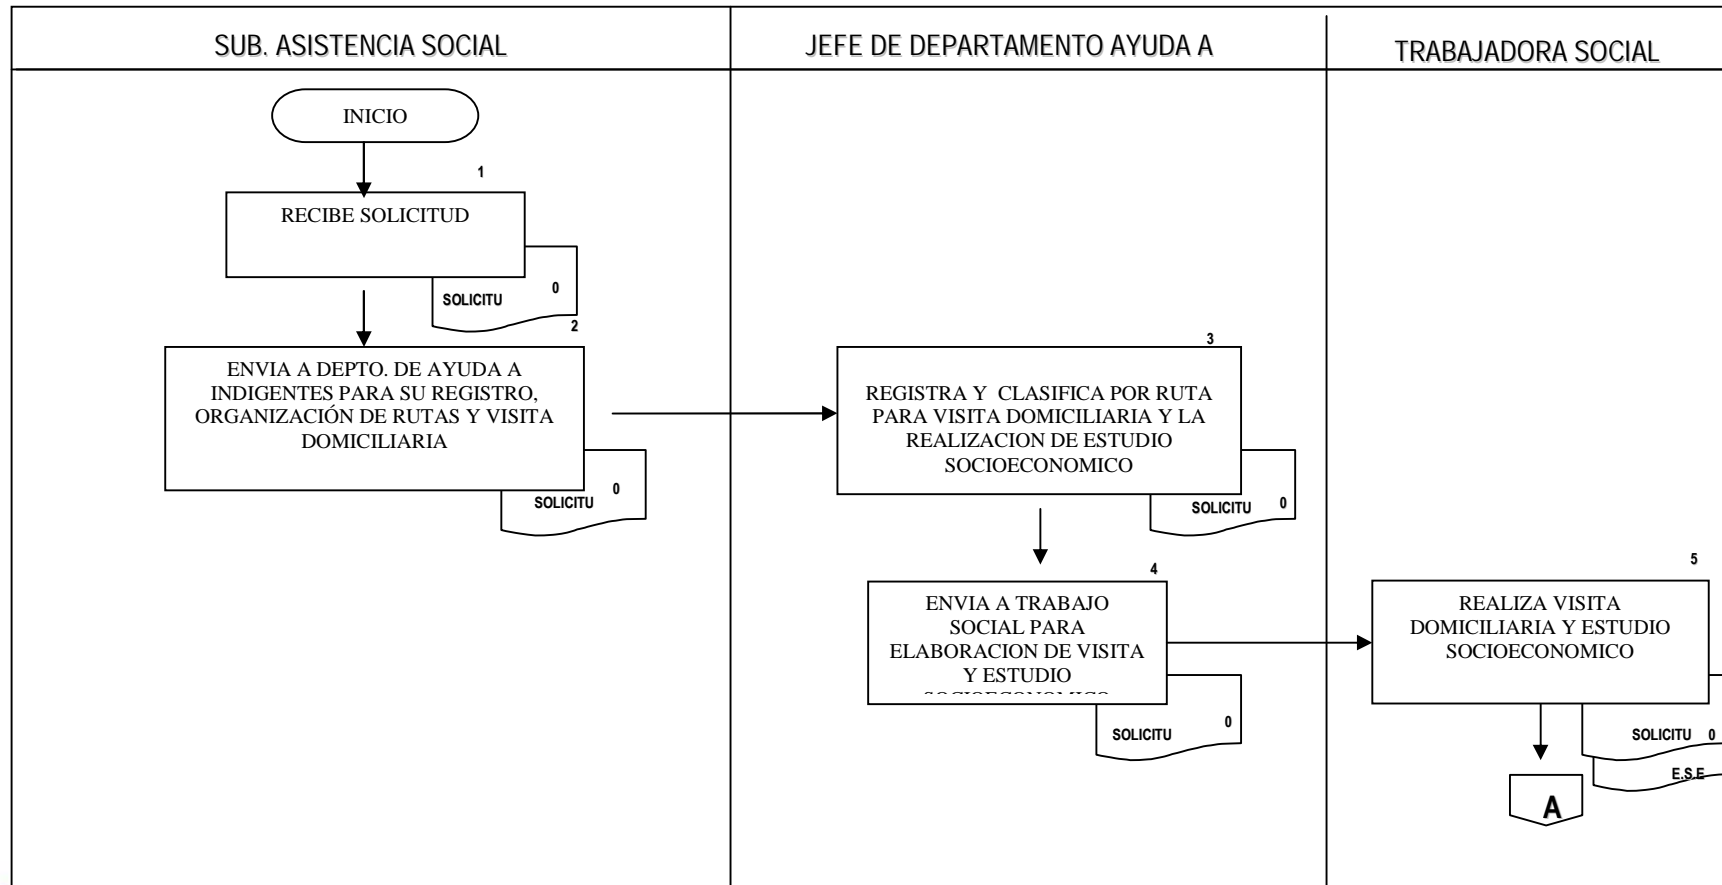 SUB. ASISTENCIA SOCIAL
JEFE DE DEPARTAMENTO AYUDA A
TRABAJADORA SOCIAL
INICIO
1
RECIBE SOLICITUD
SOLICITU 0
2
ENVIA A DEPTO. DE AYUDA A
INDIGENTES PARA SU REGISTRO,
ORGANIZACIÓN DE RUTAS Y VISITA
DOMICILIARIA
SOLICITU 0
3
REGISTRA Y CLASIFICA POR RUTA
PARA VISITA DOMICILIARIA Y LA
REALIZACION DE ESTUDIO
SOCIOECONOMICO
SOLICITU 0
4
ENVIA A TRABAJO
SOCIAL PARA
ELABORACION DE VISITA
Y ESTUDIO
SOCIOECONOMICO
SOLICITU 0
5
REALIZA VISITA
DOMICILIARIA Y ESTUDIO
SOCIOECONOMICO
SOLICITU 0
E.S.E
A